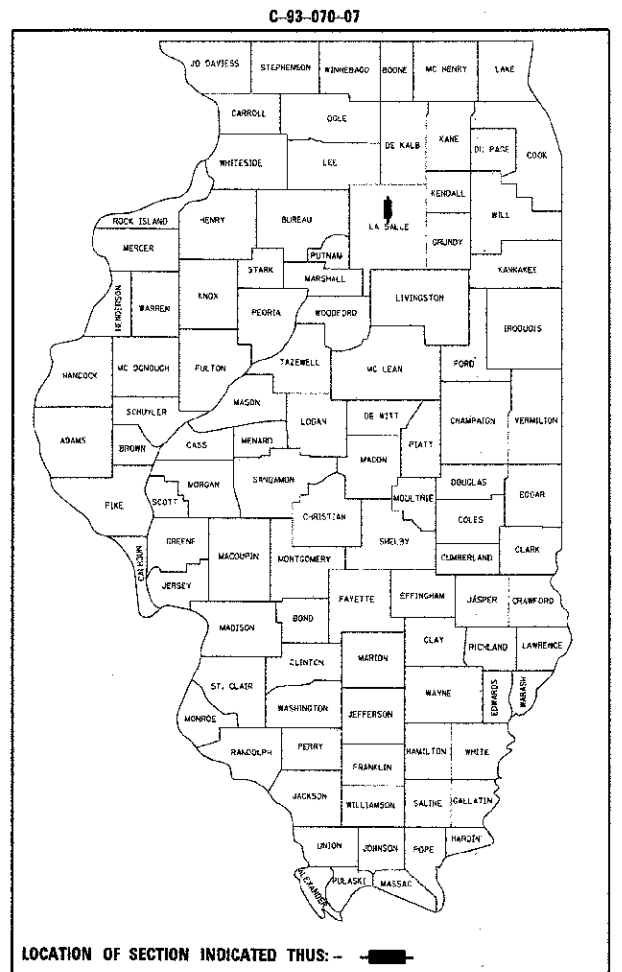 C-93-070-07
JO DAVIESS STEPHENSON WINNEBAGO BOONE MC HENRY LAKE
CARROLL OGLE DE KALB KANE DU PAGE COOK
WHITESIDE LEE
KENDALL WILL
ROCK ISLAND HENRY BUREAU LA SALLE GRUNDY
MERCER PUTNAM
STARK MARSHALL KANKAKEE
HENDERSON WARREN KNOX PEORIA WOODFORD LIVINGSTON IROQUOIS
HANCOCK MC DONOUGH FULTON TAZEWELL MC LEAN FORD
SCHUYLER MASON LOGAN DE WITT CHAMPAIGN VERMILION
ADAMS BROWN CASS MENARD MACON PIATT
PIKE SCOTT MORGAN SANGAMON CHRISTIAN MOULTRIE DOUGLAS EDGAR
COLES
GREENE SHELBY
CALHOUN MACOUPIN MONTGOMERY CUMBERLAND CLARK
JERSEY
FAYETTE EFFINGHAM JASPER CRAWFORD
MADISON BOND
CLAY RICHLAND LAWRENCE
CLINTON MARION
ST. CLAIR WAYNE EDWARDS WABASH
WASHINGTON JEFFERSON
MONROE
RANDOLPH PERRY HAMILTON WHITE
FRANKLIN
JACKSON WILLIAMSON SALINE GALLATIN
UNION JOHNSON POPE HARDIN
ALEXANDER PULASKI MASSAC
LOCATION OF SECTION INDICATED THUS: -